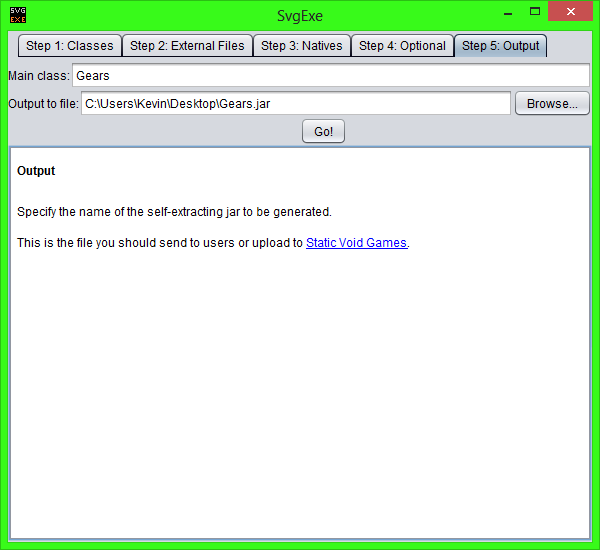 SVG
EXE
SvgExe
Step 1: Classes Step 2: External Files Step 3: Natives Step 4: Optional Step 5: Output
Main class: Gears
Output to file: C:\Users\Kevin\Desktop\Gears.jar Browse...
Go!
Output
Specify the name of the self-extracting jar to be generated.
This is the file you should send to users or upload to Static Void Games.